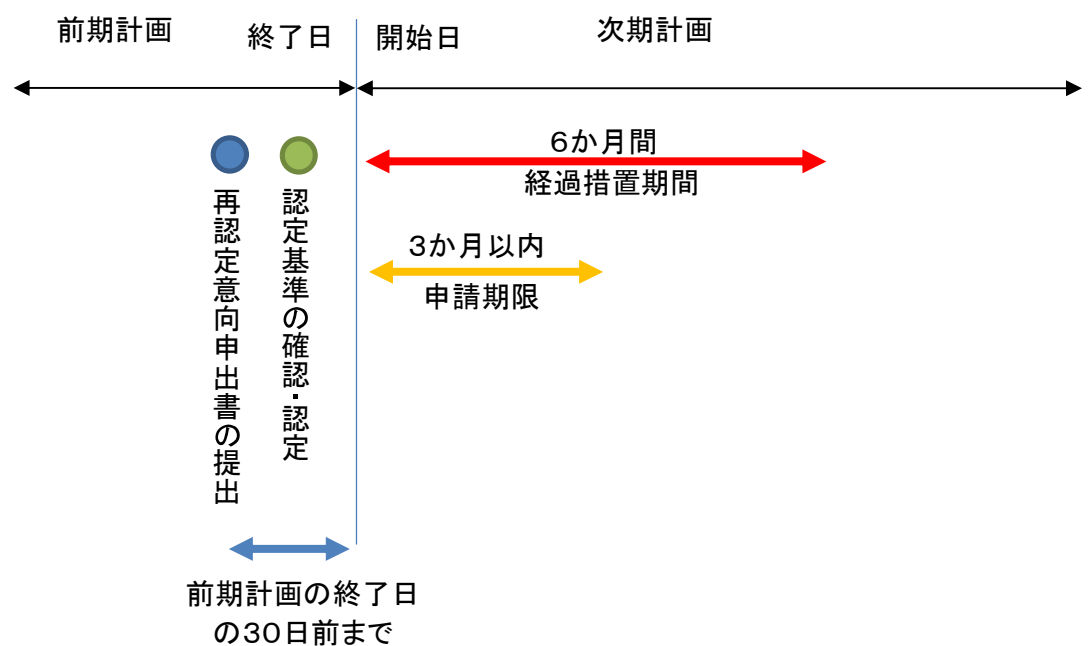 前期計画
終了日
開始日
次期計画
6か月間
経過措置期間
3か月以内
申請期限
再認定意向申出書の提出
認定基準の確認・認定
前期計画の終了日
の30日前まで